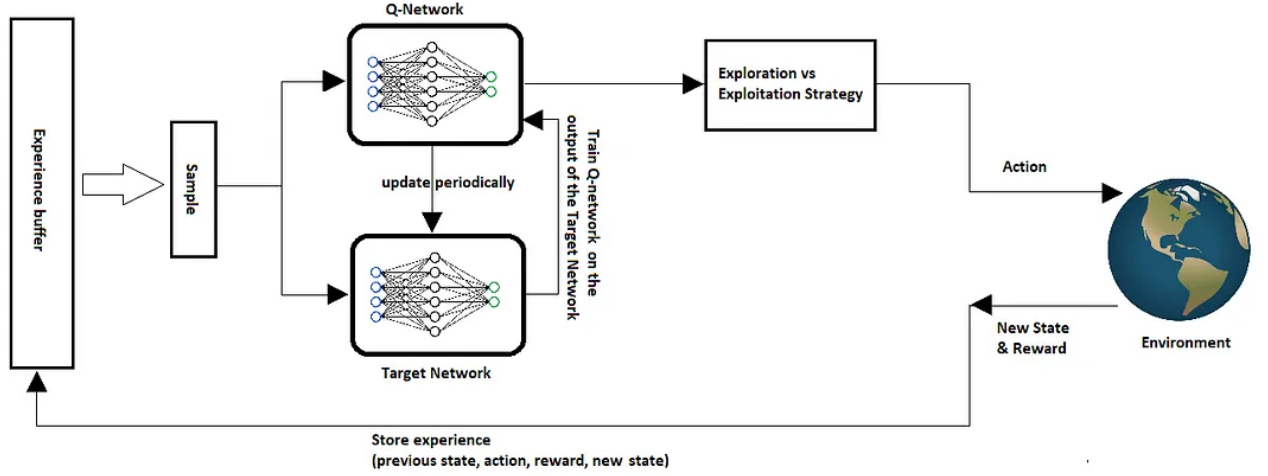 Q-Network
Exploration vs
Exploitation Strategy
Experience buffer
Sample
Train Q-network on the
output of the Target Network
update periodically
Action
Target Network
New State
& Reward
Environment
Store experience
(previous state, action, reward, new state)